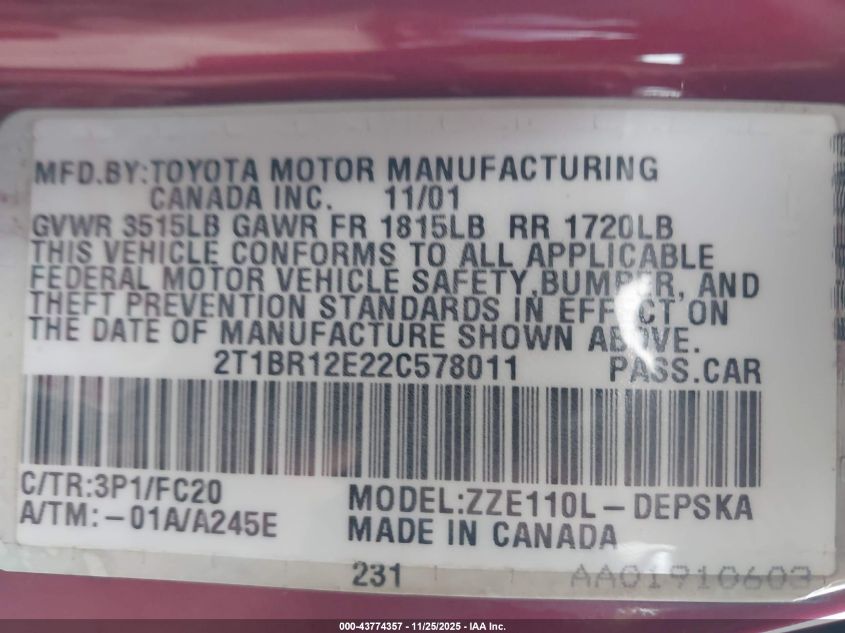 MFD.BY:TOYOTA MOTOR MANUFACTURING
CANADA INC. 11/01
GVWR 3515LB GAWR FR 1815LB RR 1720LB
THIS VEHICLE CONFORMS TO ALL APPLICABLE
FEDERAL MOTOR VEHICLE SAFETY,BUMPER, AND
THEFT PREVENTION STANDARDS IN EFFECT ON
THE DATE OF MANUFACTURE SHOWN ABOVE.
2T1BR12E22C578011 PASS.CAR
C/TR:3P1/FC20
A/TM:-01A/A245E
MODEL:ZZE110L-DEPSKA
MADE IN CANADA
231 AA01910603
000-43774357 - 11/25/2025 - IAA Inc.